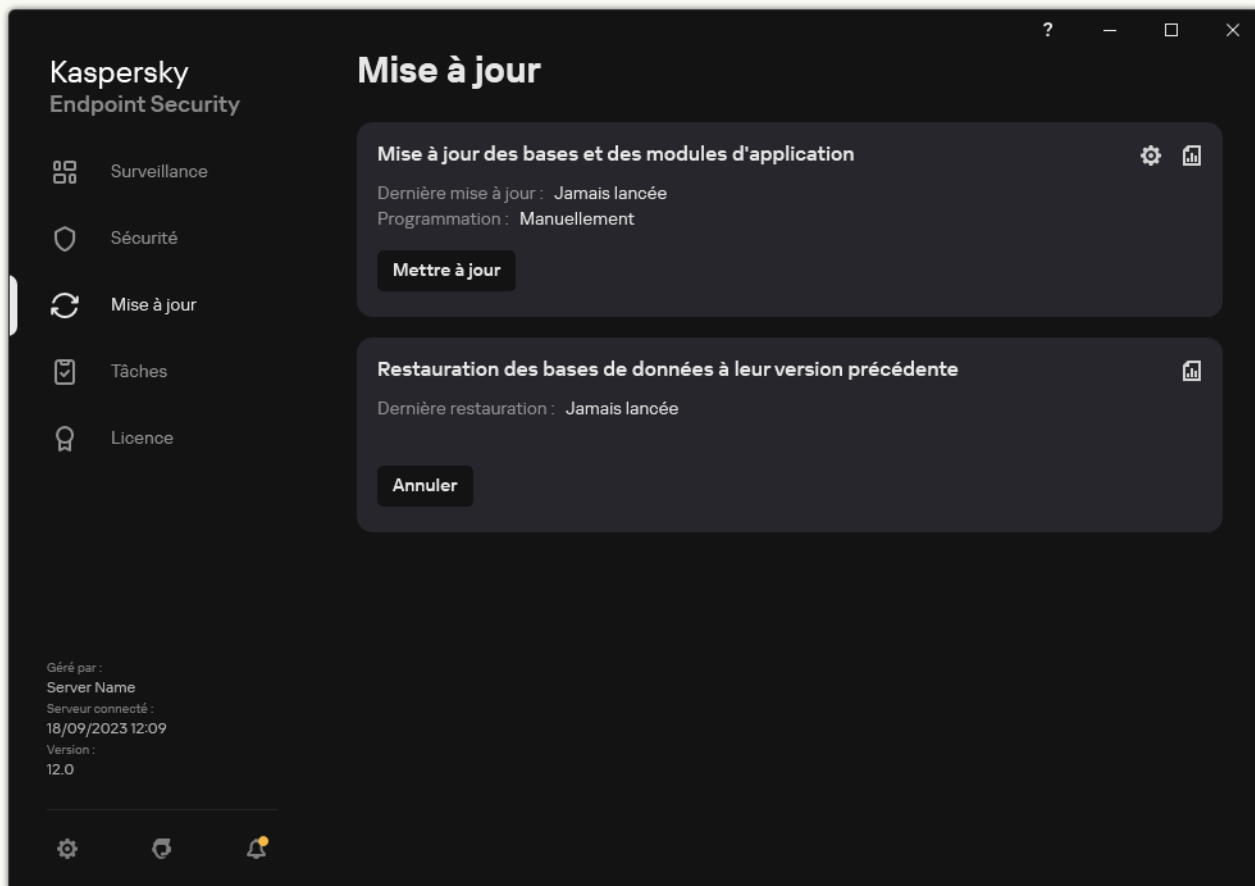 ?
Kaspersky
Endpoint Security
Surveillance
Sécurité
Mise à jour
Tâches
Licence
Géré par :
Server Name
Serveur connecté :
18/09/2023 12:09
Version :
12.0
Mise à jour
Mise à jour des bases et des modules d'application
Dernière mise à jour : Jamais lancée
Programmation : Manuellement
Mettre à jour
Restauration des bases de données à leur version précédente
Dernière restauration : Jamais lancée
Annuler